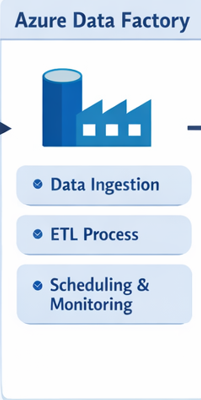 Azure Data Factory
Data Ingestion
ETL Process
Scheduling &
Monitoring